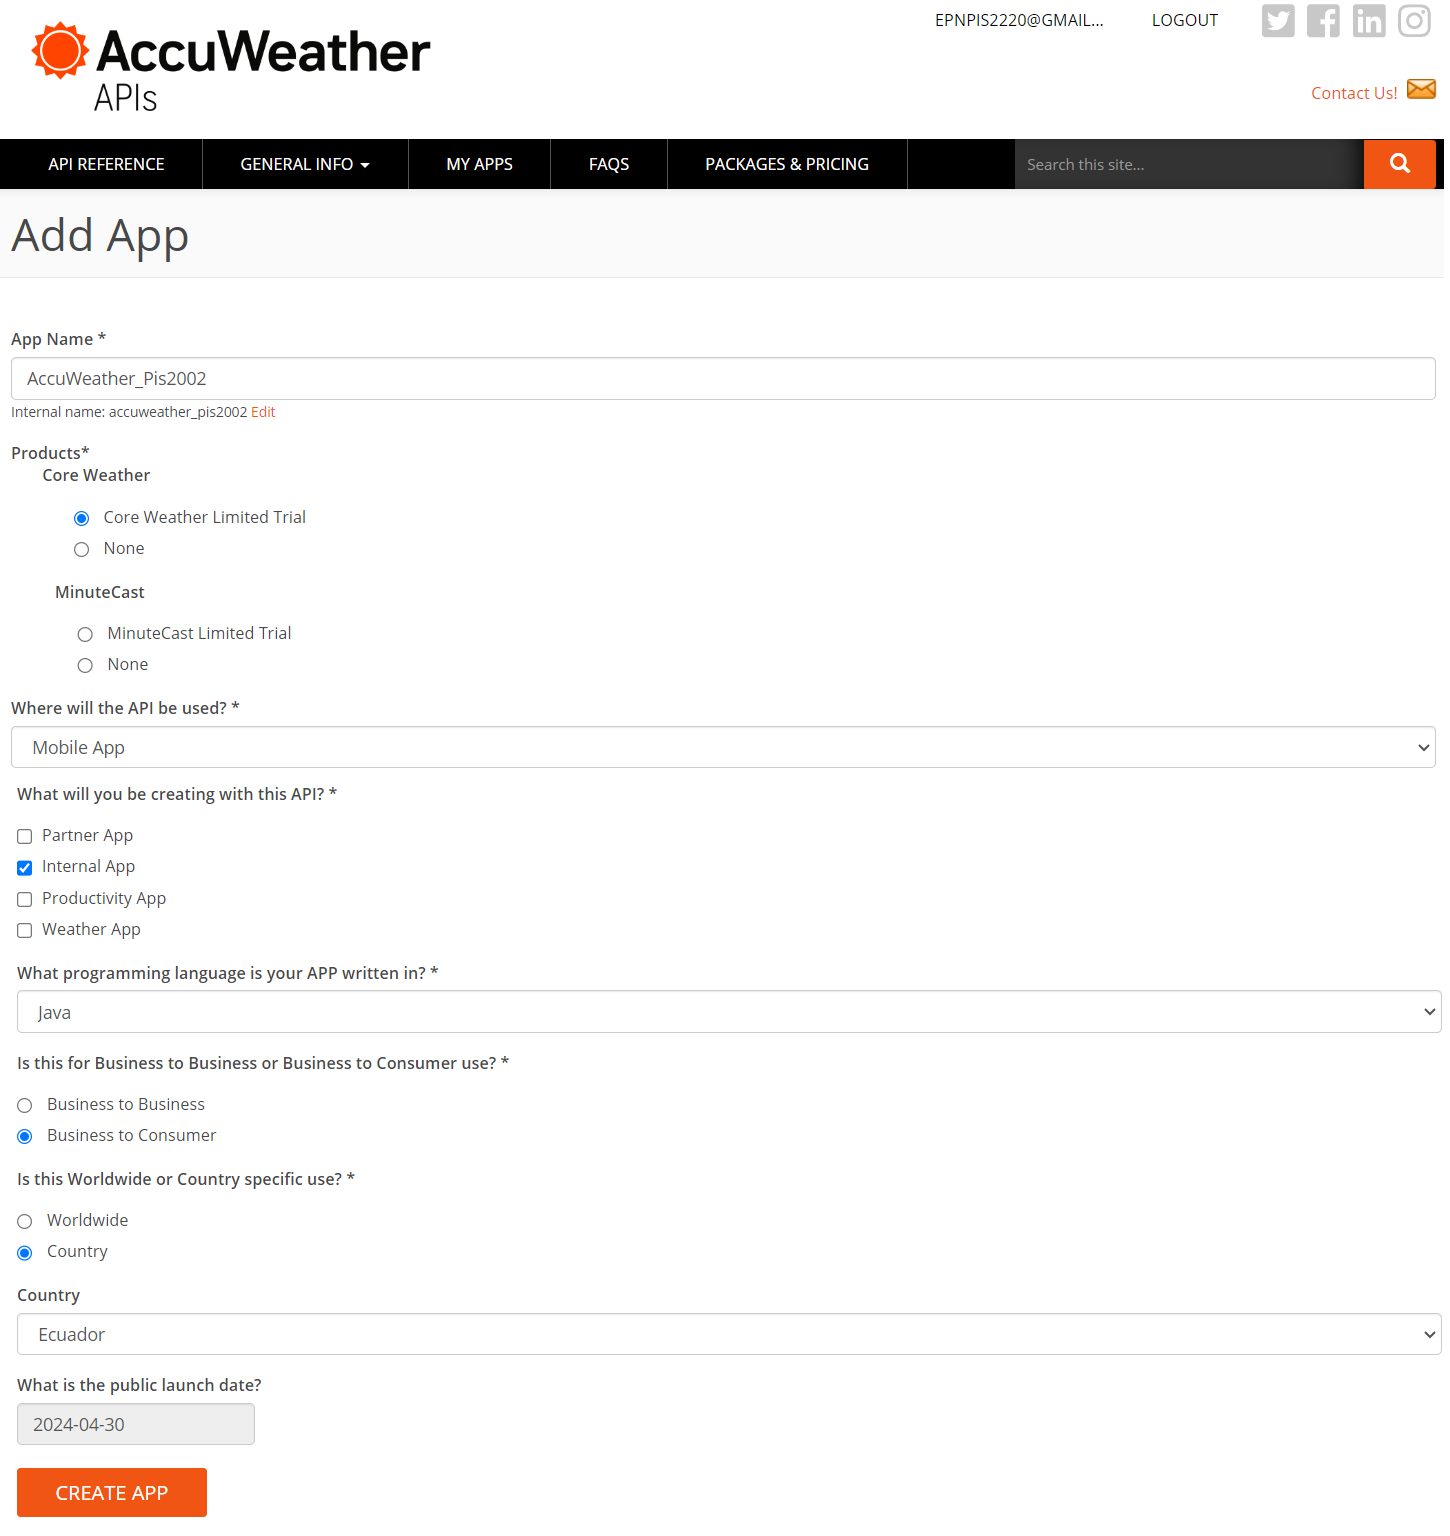 EPNPIS2220@GMAIL... LOGOUT
AccuWeather
APIs
Contact Us!
API REFERENCE GENERAL INFO MY APPS FAQS PACKAGES & PRICING Search this site...
Add App
App Name *
AccuWeather_Pis2002
Internal name: accuweather_pis2002 Edit
Products*
Core Weather
Core Weather Limited Trial
None
MinuteCast
MinuteCast Limited Trial
None
Where will the API be used? *
Mobile App
What will you be creating with this API? *
Partner App
Internal App
Productivity App
Weather App
What programming language is your APP written in? *
Java
Is this for Business to Business or Business to Consumer use? *
Business to Business
Business to Consumer
Is this Worldwide or Country specific use? *
Worldwide
Country
Country
Ecuador
What is the public launch date?
2024-04-30
CREATE APP